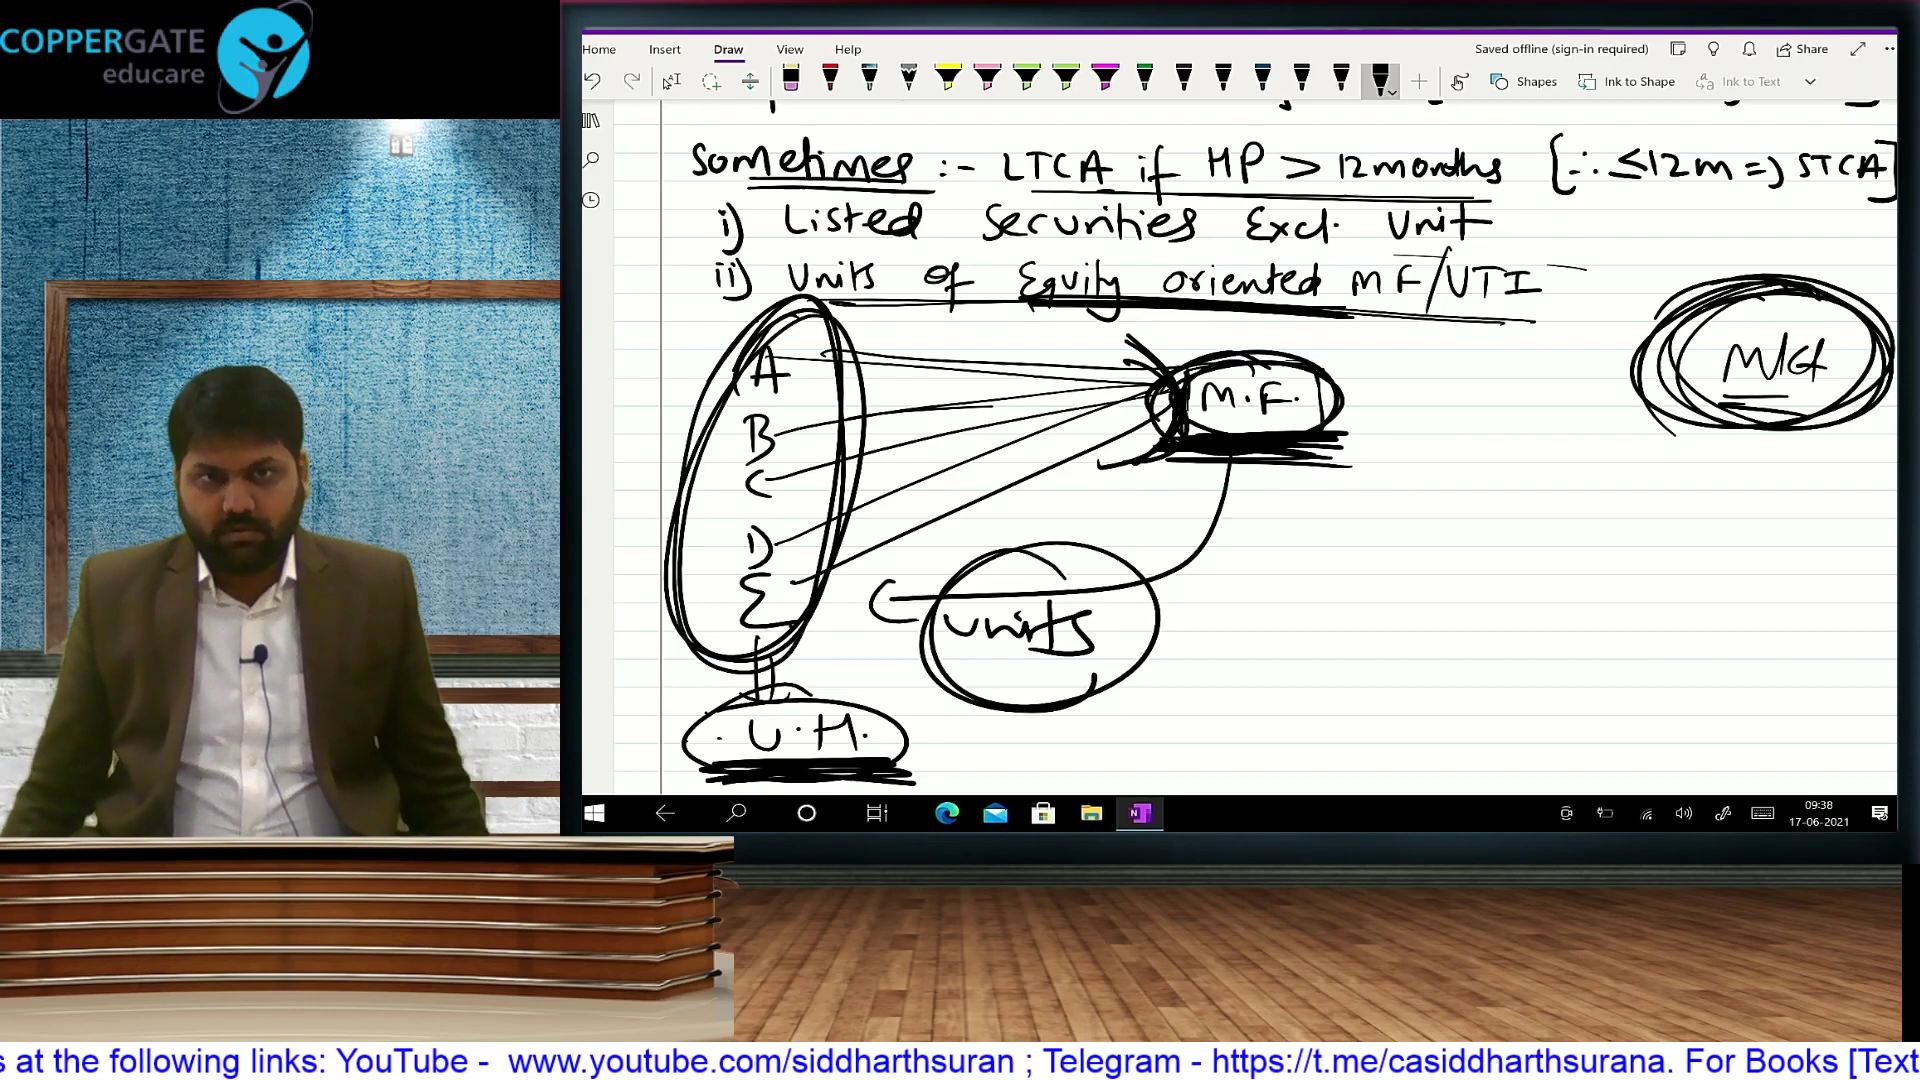 COPPERGATE
educare
Home Insert Draw View Help Saved offline (sign-in required) Share
Shapes Ink to Shape Ink to Text
Sometimes :- LTCA if HP > 12 months [∴ ≤12m => STCA]
i) Listed Securities Excl. Unit
ii) Units of Equity oriented MF/UTI
A
B
C
D
E
M.F.
Mkt
Units
U.H.
09:38
17-06-2021
s at the following links: YouTube - www.youtube.com/siddharthsuran ; Telegram - https://t.me/casiddharthsurana. For Books [Text